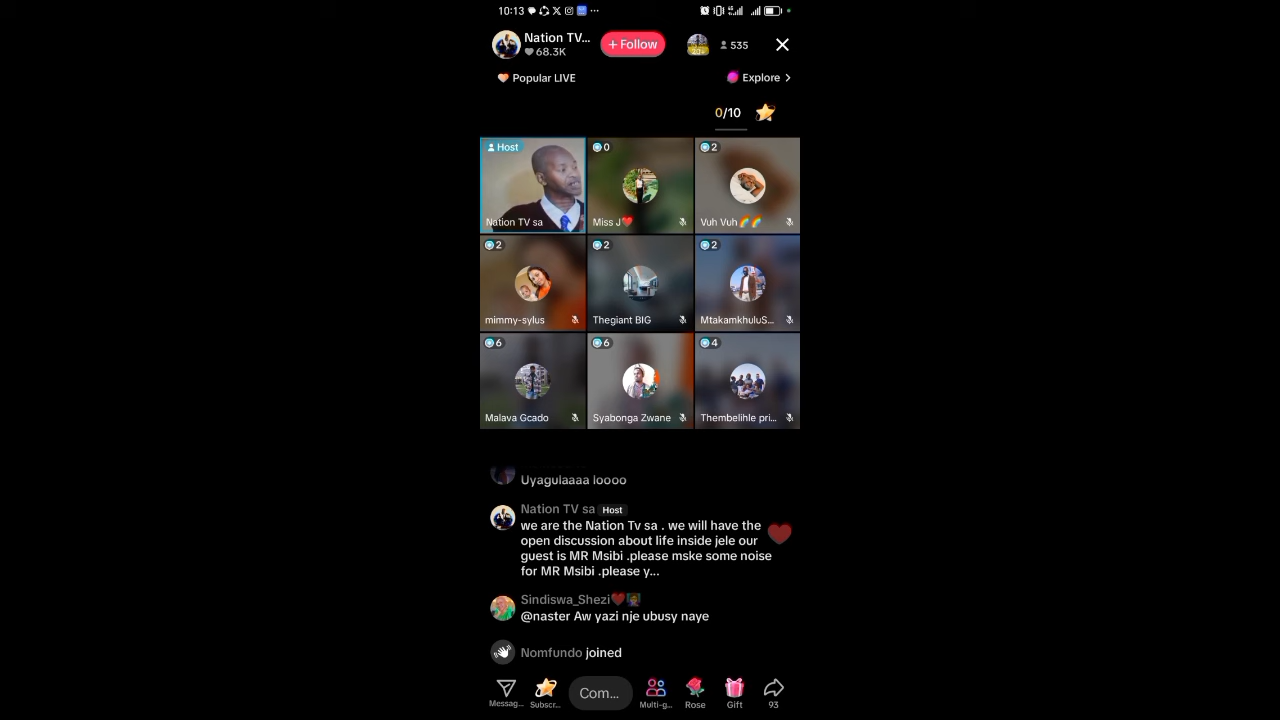 10:13
Nation TV...
68.3K
+ Follow
20+
535
Popular LIVE
Explore
0/10
Host
Nation TV sa
0
Miss J
2
Vuh Vuh
2
mimmy-sylus
2
Thegiant BIG
2
MtakamkhuluS...
6
Malava Gcado
6
Syabonga Zwane
4
Thembelihle pri...
Uyagulaaaa loooo
Nation TV sa Host
we are the Nation Tv sa . we will have the
open discussion about life inside jele our
guest is MR Msibi .please mske some noise
for MR Msibi .please y...
Sindiswa_Shezi
@naster Aw yazi nje ubusy naye
Nomfundo joined
Messag...
Subscr...
Com...
Multi-g...
Rose
Gift
93